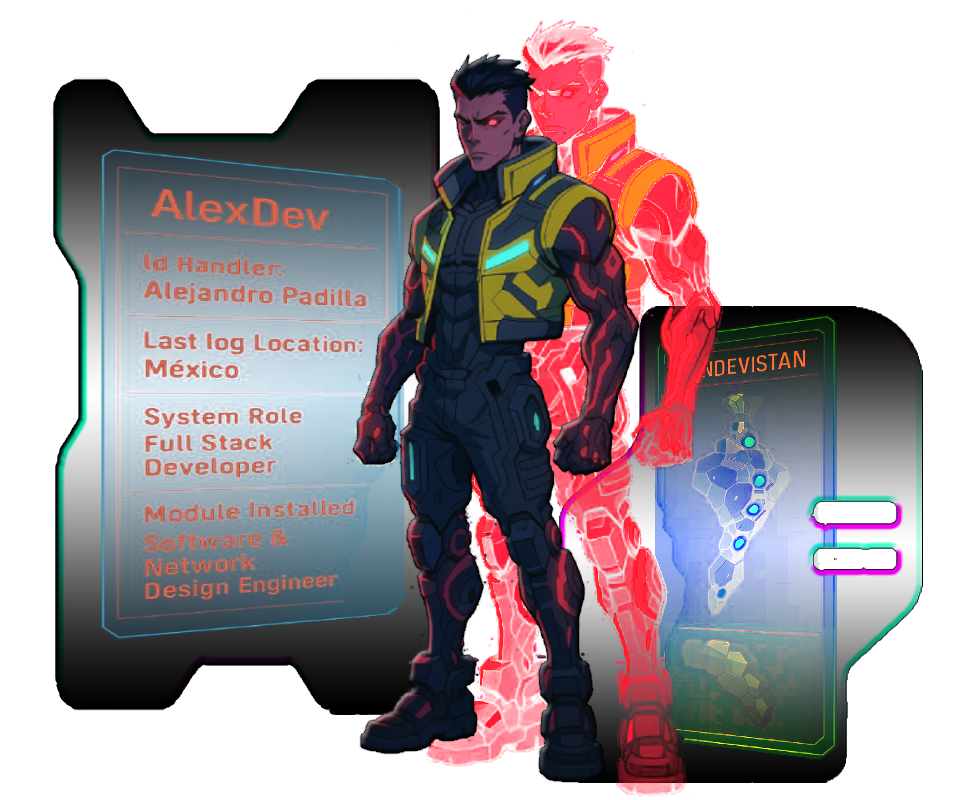 AlexDev
Id Handler:
Alejandro Padilla
Last log Location:
México
System Role
Full Stack
Developer
Module Installed
Software &
Network
Design Engineer
NDEVISTAN